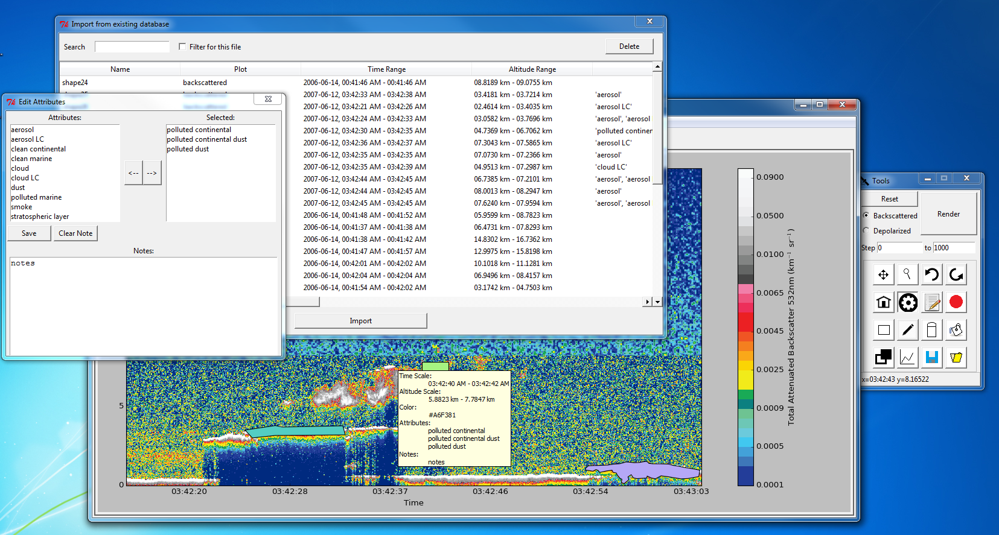 Import from existing database
Search
Filter for this file
Delete
Name Plot Time Range Altitude Range
shape24 backscattered 2006-06-14, 00:41:46 AM - 00:41:46 AM 08.8189 km - 09.0755 km
2007-06-12, 03:42:33 AM - 03:42:38 AM 03.4181 km - 03.7214 km 'aerosol'
2007-06-12, 03:42:21 AM - 03:42:26 AM 02.4614 km - 03.4035 km 'aerosol LC'
2007-06-12, 03:42:24 AM - 03:42:33 AM 03.0582 km - 03.7696 km 'aerosol', 'aerosol
2007-06-12, 03:42:30 AM - 03:42:35 AM 04.7369 km - 06.7062 km 'polluted continen
2007-06-12, 03:42:36 AM - 03:42:37 AM 07.3043 km - 07.5865 km 'aerosol LC'
2007-06-12, 03:42:35 AM - 03:42:35 AM 07.0730 km - 07.2366 km 'aerosol'
2007-06-12, 03:42:35 AM - 03:42:39 AM 04.9513 km - 07.2987 km 'cloud LC'
2007-06-12, 03:42:44 AM - 03:42:45 AM 06.7385 km - 07.2101 km 'aerosol', 'aerosol
2007-06-12, 03:42:44 AM - 03:42:45 AM 08.0013 km - 08.2947 km 'aerosol'
2007-06-12, 03:42:45 AM - 03:42:45 AM 07.6240 km - 07.9594 km 'aerosol', 'aerosol
2006-06-14, 00:41:48 AM - 00:41:52 AM 05.9599 km - 08.7823 km
2006-06-14, 00:41:37 AM - 00:41:38 AM 06.4731 km - 07.8293 km
2006-06-14, 00:41:38 AM - 00:41:42 AM 14.8302 km - 16.7362 km
2006-06-14, 00:41:47 AM - 00:41:57 AM 12.9975 km - 15.8198 km
2006-06-14, 00:42:01 AM - 00:42:02 AM 10.1018 km - 11.1281 km
2006-06-14, 00:42:04 AM - 00:42:04 AM 06.9496 km - 08.4157 km
2006-06-14, 00:41:54 AM - 00:42:02 AM 03.1742 km - 04.7503 km
Import
Edit Attributes
Attributes:
aerosol
aerosol LC
clean continental
clean marine
cloud
cloud LC
dust
polluted marine
smoke
stratospheric layer
<--
-->
Selected:
polluted continental
polluted continental dust
polluted dust
Save
Clear Note
Notes:
notes
Time Scale:
03:42:40 AM - 03:42:42 AM
Altitude Scale:
5.8823 km - 7.7847 km
Color:
#A6F381
Attributes:
polluted continental
polluted continental dust
polluted dust
Notes:
notes
5
0
03:42:20 03:42:28 03:42:37 03:42:46 03:42:54 03:43:03
Time
0.0900
0.0500
0.0100
0.0065
0.0045
0.0025
0.0009
0.0005
0.0001
Total Attenuated Backscatter 532nm (km⁻¹ sr⁻¹)
Tools
Reset
Render
Backscattered
Depolarized
Step 0 to 1000
x=03:42:43 y=8.16522